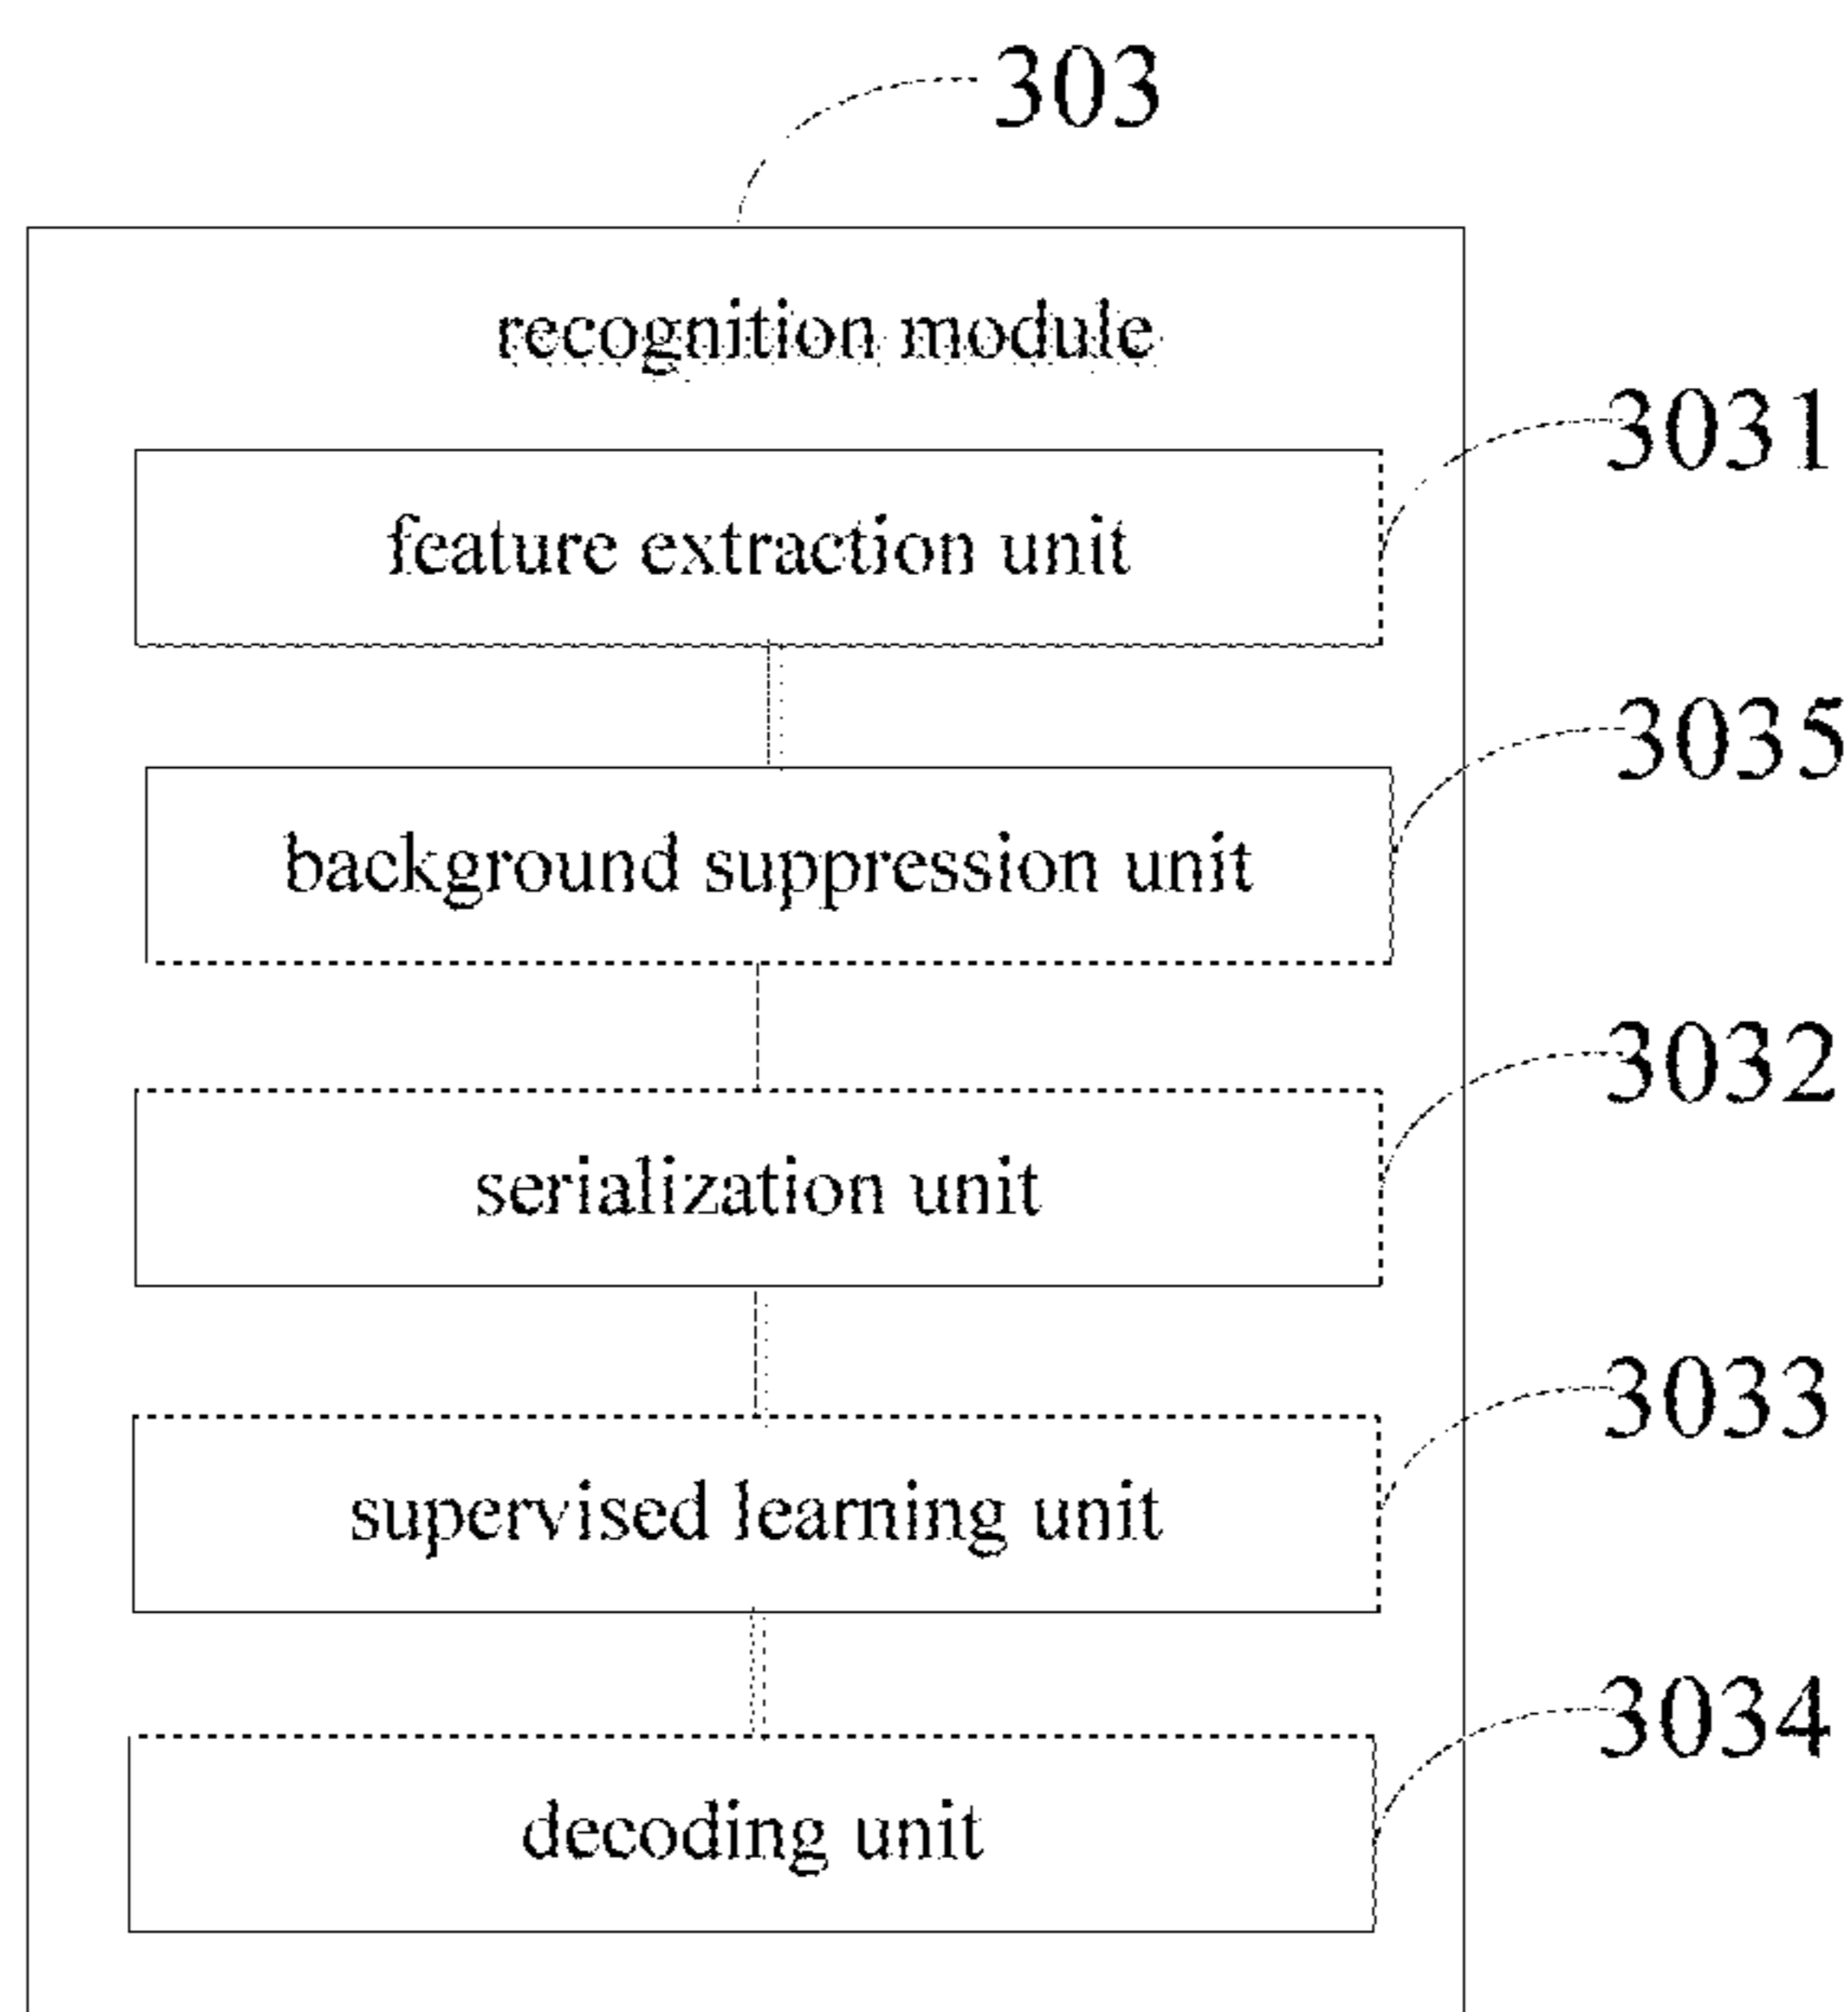 303
recognition module
3031
feature extraction unit
3035
background suppression unit
3032
serialization unit
3033
supervised learning unit
3034
decoding unit